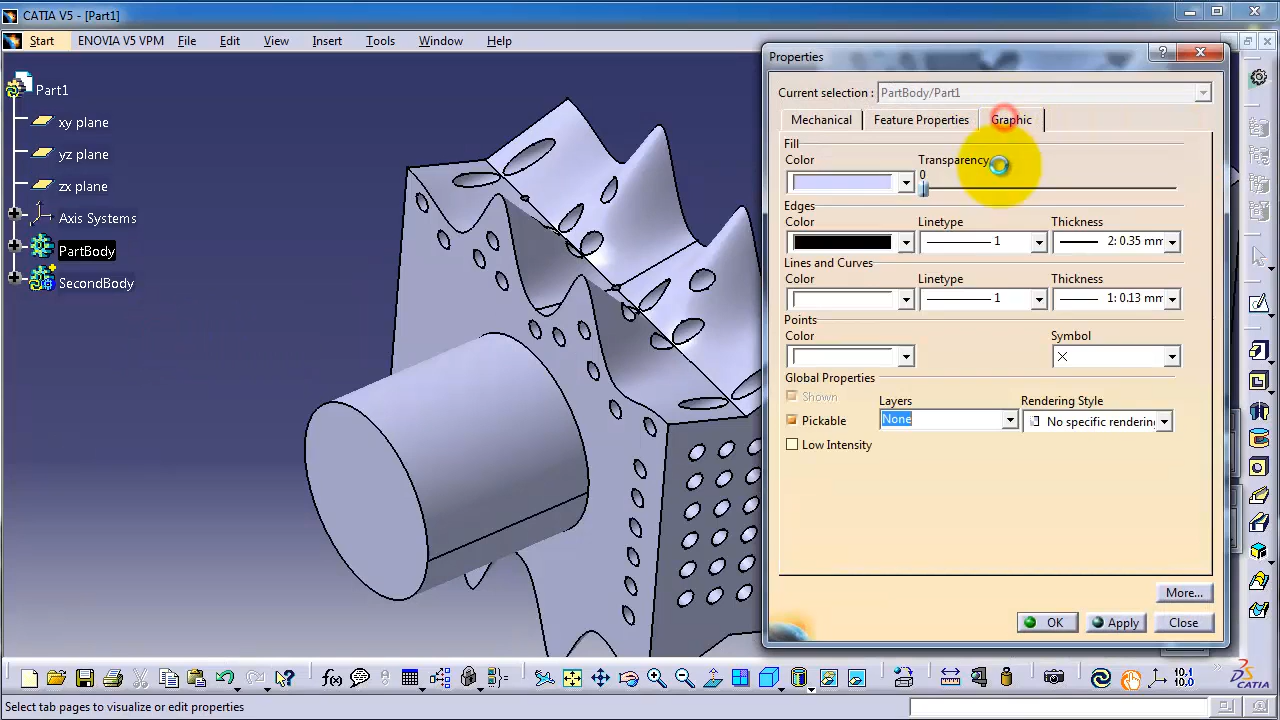 CATIA V5 - [Part1]
Start ENOVIA V5 VPM File Edit View Insert Tools Window Help
Part1
xy plane
yz plane
zx plane
Axis Systems
PartBody
SecondBody
Properties
Current selection : PartBody/Part1
Mechanical Feature Properties Graphic
Fill
Color Transparency
0
Edges
Color Linetype Thickness
1 2: 0.35 mm
Lines and Curves
Color Linetype Thickness
1 1: 0.13 mm
Points
Color Symbol
Global Properties
Shown Layers Rendering Style
Pickable None No specific rendering
Low Intensity
More...
OK Apply Close
f(x)
10.1
10.0
CATIA
Select tab pages to visualize or edit properties